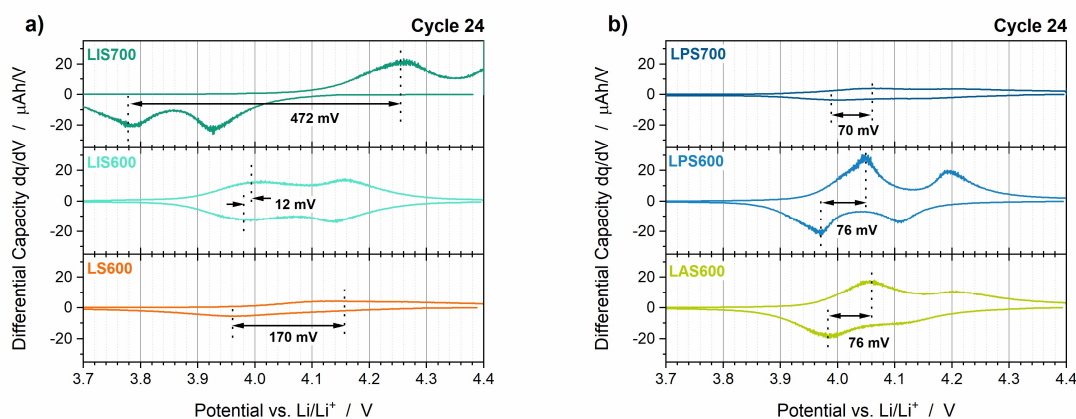 a)
Cycle 24
LIS700
20
0
-20
472 mV
LIS600
20
0
-20
12 mV
LS600
20
0
-20
170 mV
3.7 3.8 3.9 4.0 4.1 4.2 4.3 4.4
Potential vs. Li/Li⁺ / V
Differential Capacity dq/dV / µAh/V
b)
Cycle 24
LPS700
20
0
-20
70 mV
LPS600
20
0
-20
76 mV
LAS600
20
0
-20
76 mV
3.7 3.8 3.9 4.0 4.1 4.2 4.3 4.4
Potential vs. Li/Li⁺ / V
Differential Capacity dq/dV / µAh/V